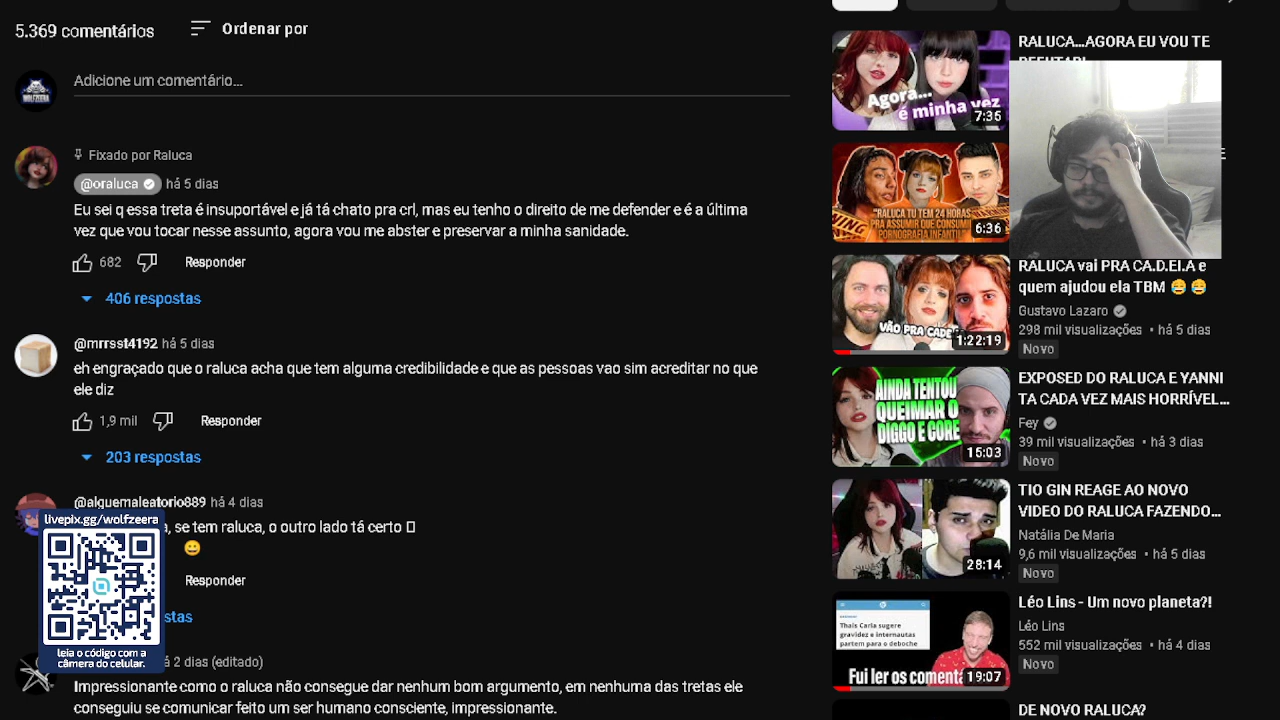 5.369 comentários
Ordenar por
Adicione um comentário...
WOLFZEERA
Fixado por Raluca
@oraluca há 5 dias
Eu sei q essa treta é insuportável e já tá chato pra crl, mas eu tenho o direito de me defender e é a última
vez que vou tocar nesse assunto, agora vou me abster e preservar a minha sanidade.
682
Responder
406 respostas
@mrrsst4192 há 5 dias
eh engraçado que o raluca acha que tem alguma credibilidade e que as pessoas vao sim acreditar no que
ele diz
1,9 mil
Responder
203 respostas
@alguemaleatorio889 há 4 dias
livepix.gg/wolfzeera
, se tem raluca, o outro lado tá certo
Responder
leia o código com a
câmera do celular.
2 dias (editado)
Impressionante como o raluca não consegue dar nenhum bom argumento, em nenhuma das tretas ele
conseguiu se comunicar feito um ser humano consciente, impressionante.
Agora...
é minha vez
7:36
RALUCA...AGORA EU VOU TE
REFUTAR!
"RALUCA TU TEM 24 HORAS
PRA ASSUMIR QUE CONSUM
PORNOGRAFIA INFANTIL"
6:36
VÃO PRA CADE
1:22:19
RALUCA vai PRA CA.D.EI.A e
quem ajudou ela TBM 😂 😂
Gustavo Lazaro
298 mil visualizações • há 5 dias
Novo
AINDA TENTOU
QUEIMAR O
DIGGO E CORE
15:03
EXPOSED DO RALUCA E YANNI
TA CADA VEZ MAIS HORRÍVEL...
Fey
39 mil visualizações • há 3 dias
Novo
28:14
TIO GIN REAGE AO NOVO
VIDEO DO RALUCA FAZENDO...
Natália De Maria
9,6 mil visualizações • há 5 dias
Novo
Thais Carla sugere
gravidez e internautas
partem para o deboche
Fui ler os comenta
19:07
Léo Lins - Um novo planeta?!
Léo Lins
552 mil visualizações • há 4 dias
Novo
DE NOVO RALUCA?